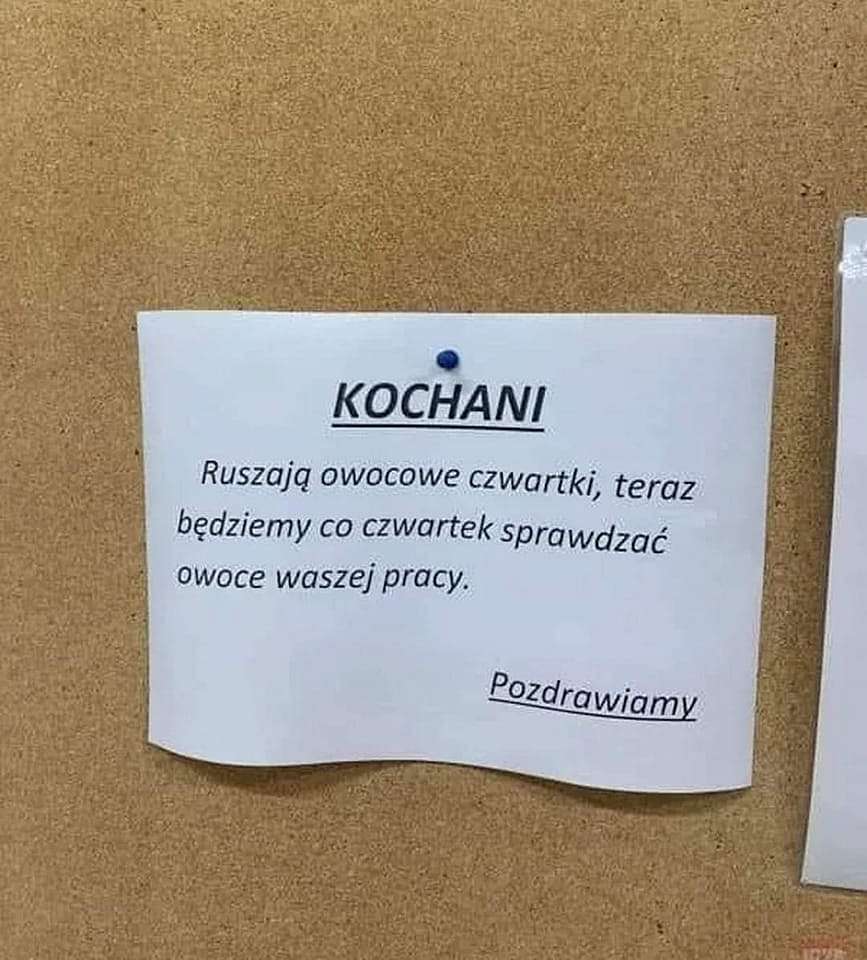 KOCHANI
Ruszają owocowe czwartki, teraz
będziemy co czwartek sprawdzać
owoce waszej pracy.
Pozdrawiamy